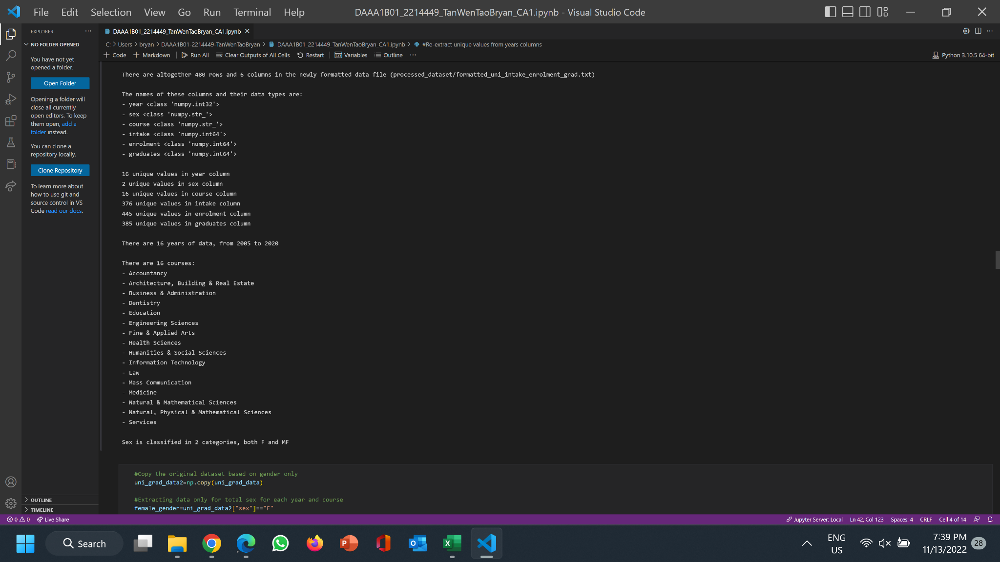 File Edit Selection View Go Run Terminal Help
DAAA1B01_2214449_TanWenTaoBryan_CA1.ipynb - Visual Studio Code
EXPLORER
NO FOLDER OPENED
You have not yet
opened a folder.
Open Folder
Opening a folder will
close all currently
open editors. To keep
them open, add a
folder instead.
You can clone a
repository locally.
Clone Repository
To learn more about
how to use git and
source control in VS
Code read our docs.
OUTLINE
TIMELINE
DAAA1B01_2214449_TanWenTaoBryan_CA1.ipynb
C: > Users > bryan > DAAA1B01-2214449-TanWenTaoBryan > DAAA1B01_2214449_TanWenTaoBryan_CA1.ipynb > #Re-extract unique values from years columns
+ Code + Markdown | Run All Clear Outputs of All Cells Restart | Variables Outline ...
Python 3.10.5 64-bit
There are altogether 480 rows and 6 columns in the newly formatted data file (processed_dataset/formatted_uni_intake_enrolment_grad.txt)
The names of these columns and their data types are:
- year <class 'numpy.int32'>
- sex <class 'numpy.str_'>
- course <class 'numpy.str_'>
- intake <class 'numpy.int64'>
- enrolment <class 'numpy.int64'>
- graduates <class 'numpy.int64'>
16 unique values in year column
2 unique values in sex column
16 unique values in course column
376 unique values in intake column
445 unique values in enrolment column
385 unique values in graduates column
There are 16 years of data, from 2005 to 2020
There are 16 courses:
- Accountancy
- Architecture, Building & Real Estate
- Business & Administration
- Dentistry
- Education
- Engineering Sciences
- Fine & Applied Arts
- Health Sciences
- Humanities & Social Sciences
- Information Technology
- Law
- Mass Communication
- Medicine
- Natural & Mathematical Sciences
- Natural, Physical & Mathematical Sciences
- Services
Sex is classified in 2 categories, both F and MF
#Copy the original dataset based on gender only
uni_grad_data2=np.copy(uni_grad_data)
#Extracting data only for total sex for each year and course
female_gender=uni_grad_data2["sex"]=="F"
0 0 Live Share
Jupyter Server: Local Ln 42, Col 123 Spaces: 4 CRLF Cell 4 of 14
Search
P
O
X
ENG
US
7:39 PM
11/13/2022
28